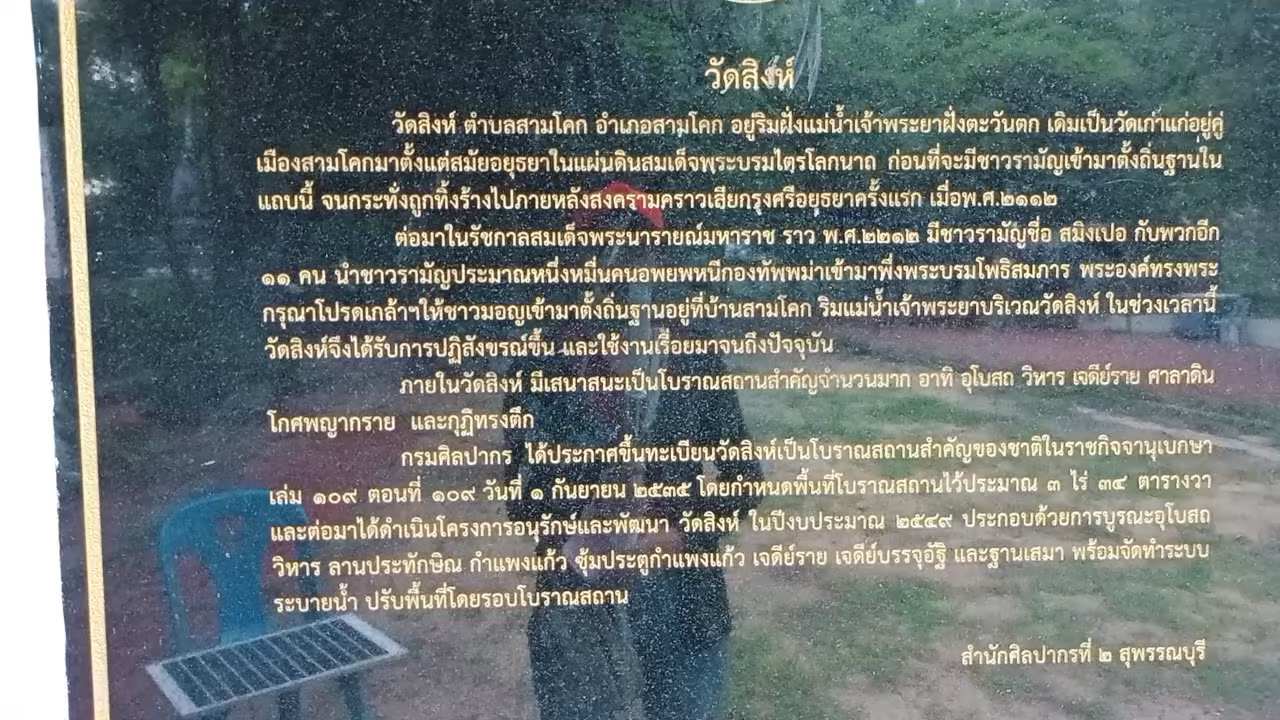 วัดสิงห์
วัดสิงห์ ตำบลสามโคก อำเภอสามโคก อยู่ริมฝั่งแม่น้ำเจ้าพระยาฝั่งตะวันตก เดิมเป็นวัดเก่าแก่อยู่คู่
เมืองสามโคกมาตั้งแต่สมัยอยุธยาในแผ่นดินสมเด็จพระบรมไตรโลกนาถ ก่อนที่จะมีชาวรามัญเข้ามาตั้งถิ่นฐานใน
แถบนี้ จนกระทั่งถูกทิ้งร้างไปภายหลังสงครามคราวเสียกรุงศรีอยุธยาครั้งแรก เมื่อพ.ศ.๒๑๑๒
ต่อมาในรัชกาลสมเด็จพระนารายณ์มหาราช ราว พ.ศ.๒๒๑๒ มีชาวรามัญชื่อ สมิงเปอ กับพวกอีก
๑๑ คน นำชาวรามัญประมาณหนึ่งหมื่นคนอพยพหนีกองทัพพม่าเข้ามาพึ่งพระบรมโพธิสมภาร พระองค์ทรงพระ
กรุณาโปรดเกล้าฯให้ชาวมอญเข้ามาตั้งถิ่นฐานอยู่ที่บ้านสามโคก ริมแม่น้ำเจ้าพระยาบริเวณวัดสิงห์ ในช่วงเวลานี้
วัดสิงห์จึงได้รับการปฏิสังขรณ์ขึ้น และใช้งานเรื่อยมาจนถึงปัจจุบัน
ภายในวัดสิงห์ มีเสนาสนะเป็นโบราณสถานสำคัญจำนวนมาก อาทิ อุโบสถ วิหาร เจดีย์ราย ศาลาดิน
โกศพญากราย และกุฏิทรงตึก
กรมศิลปากร ได้ประกาศขึ้นทะเบียนวัดสิงห์เป็นโบราณสถานสำคัญของชาติในราชกิจจานุเบกษา
เล่ม ๑๐๙ ตอนที่ ๑๐๙ วันที่ ๑ กันยายน ๒๕๓๕ โดยกำหนดพื้นที่โบราณสถานไว้ประมาณ ๓ ไร่ ๓๔ ตารางวา
และต่อมาได้ดำเนินโครงการอนุรักษ์และพัฒนา วัดสิงห์ ในปีงบประมาณ ๒๕๔๙ ประกอบด้วยการบูรณะอุโบสถ
วิหาร ลานประทักษิณ กำแพงแก้ว ซุ้มประตูกำแพงแก้ว เจดีย์ราย เจดีย์บรรจุอัฐิ และฐานเสมา พร้อมจัดทำระบบ
ระบายน้ำ ปรับพื้นที่โดยรอบโบราณสถาน
สำนักศิลปากรที่ ๒ สุพรรณบุรี